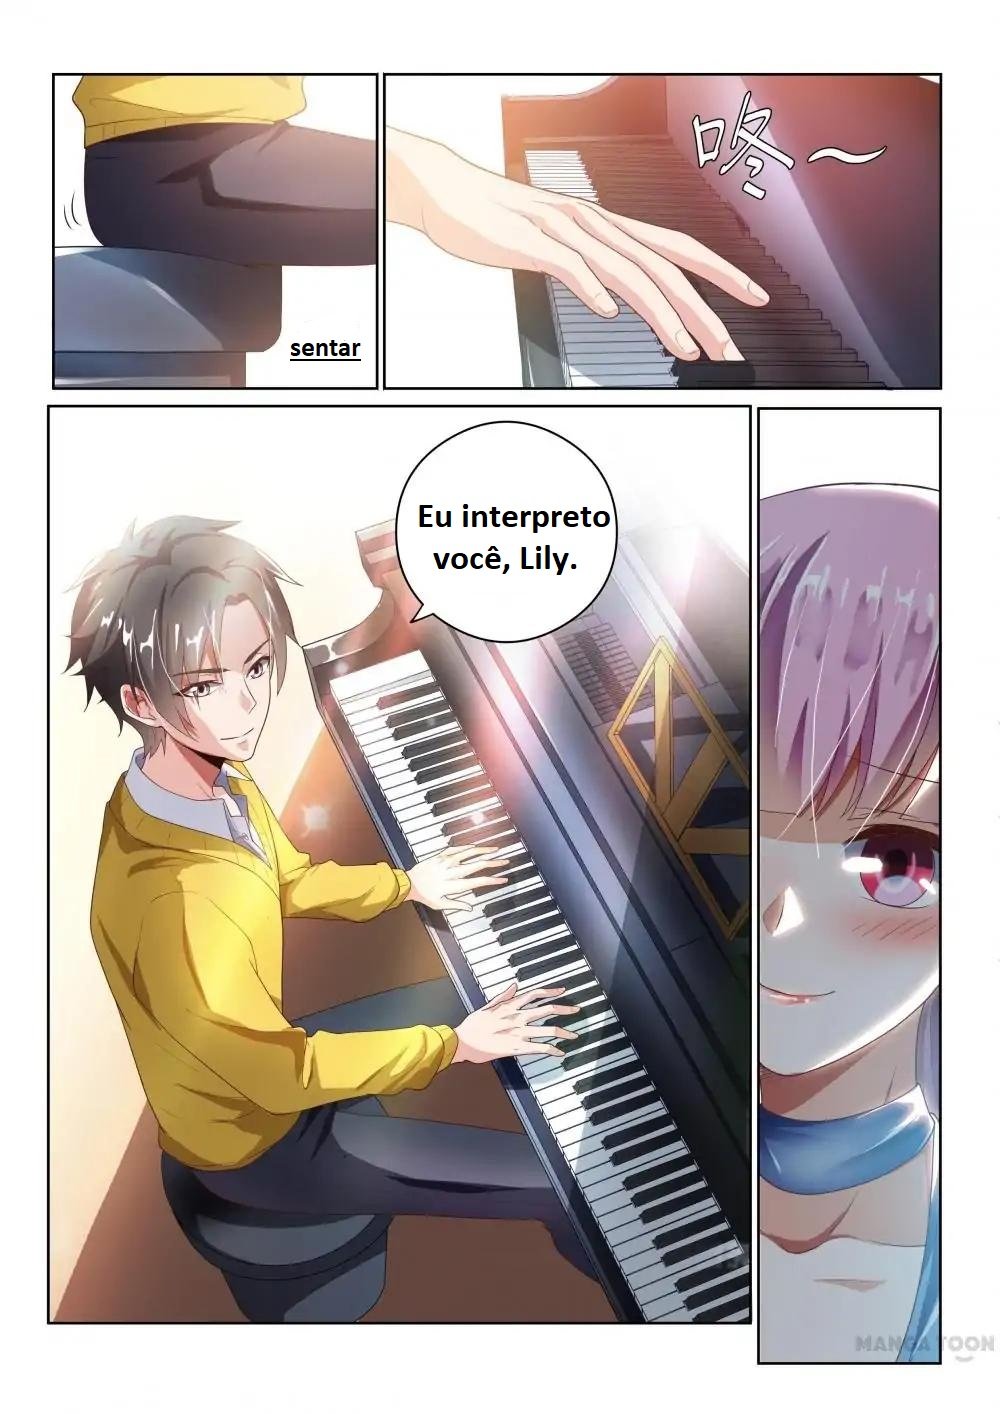 咚～
sentar
Eu interpreto
você, Lily.
MANGATOON